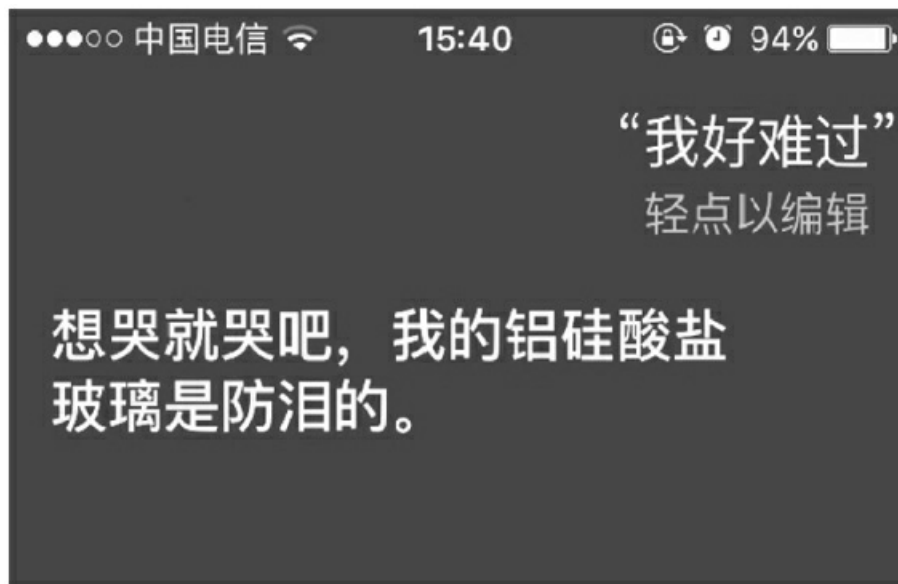 中国电信 15:40 94%
“我好难过”
轻点以编辑
想哭就哭吧，我的铝硅酸盐
玻璃是防泪的。